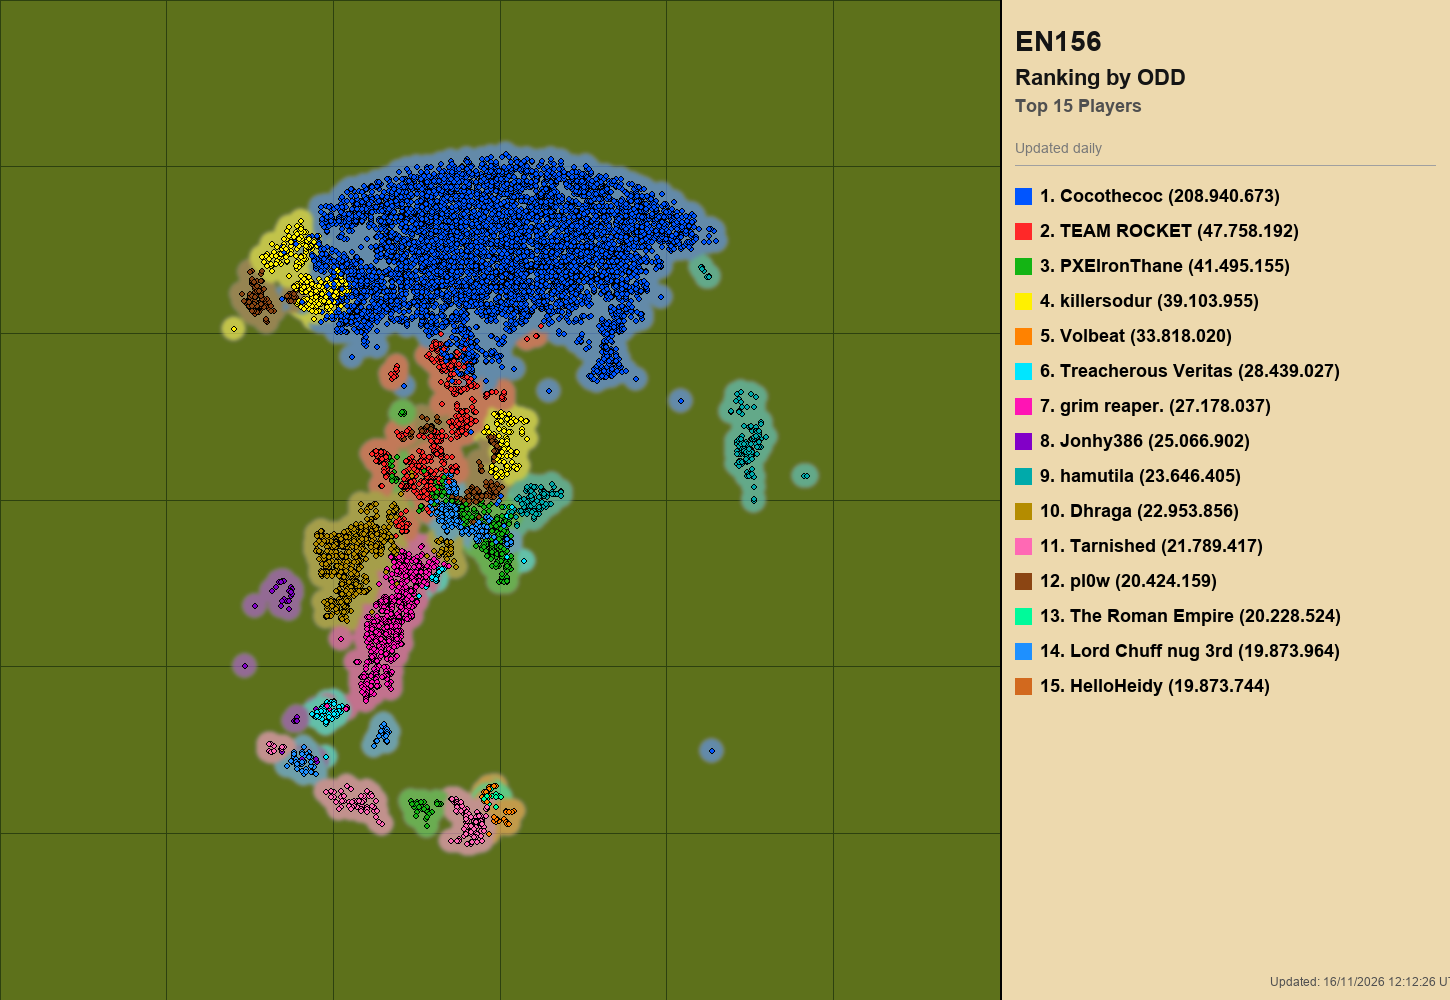 EN156
Ranking by ODD
Top 15 Players
Updated daily
1. Cocothecoc (208.940.673)
2. TEAM ROCKET (47.758.192)
3. PXEIronThane (41.495.155)
4. killersodur (39.103.955)
5. Volbeat (33.818.020)
6. Treacherous Veritas (28.439.027)
7. grim reaper. (27.178.037)
8. Jonhy386 (25.066.902)
9. hamutila (23.646.405)
10. Dhraga (22.953.856)
11. Tarnished (21.789.417)
12. pl0w (20.424.159)
13. The Roman Empire (20.228.524)
14. Lord Chuff nug 3rd (19.873.964)
15. HelloHeidy (19.873.744)
Updated: 16/11/2026 12:12:26